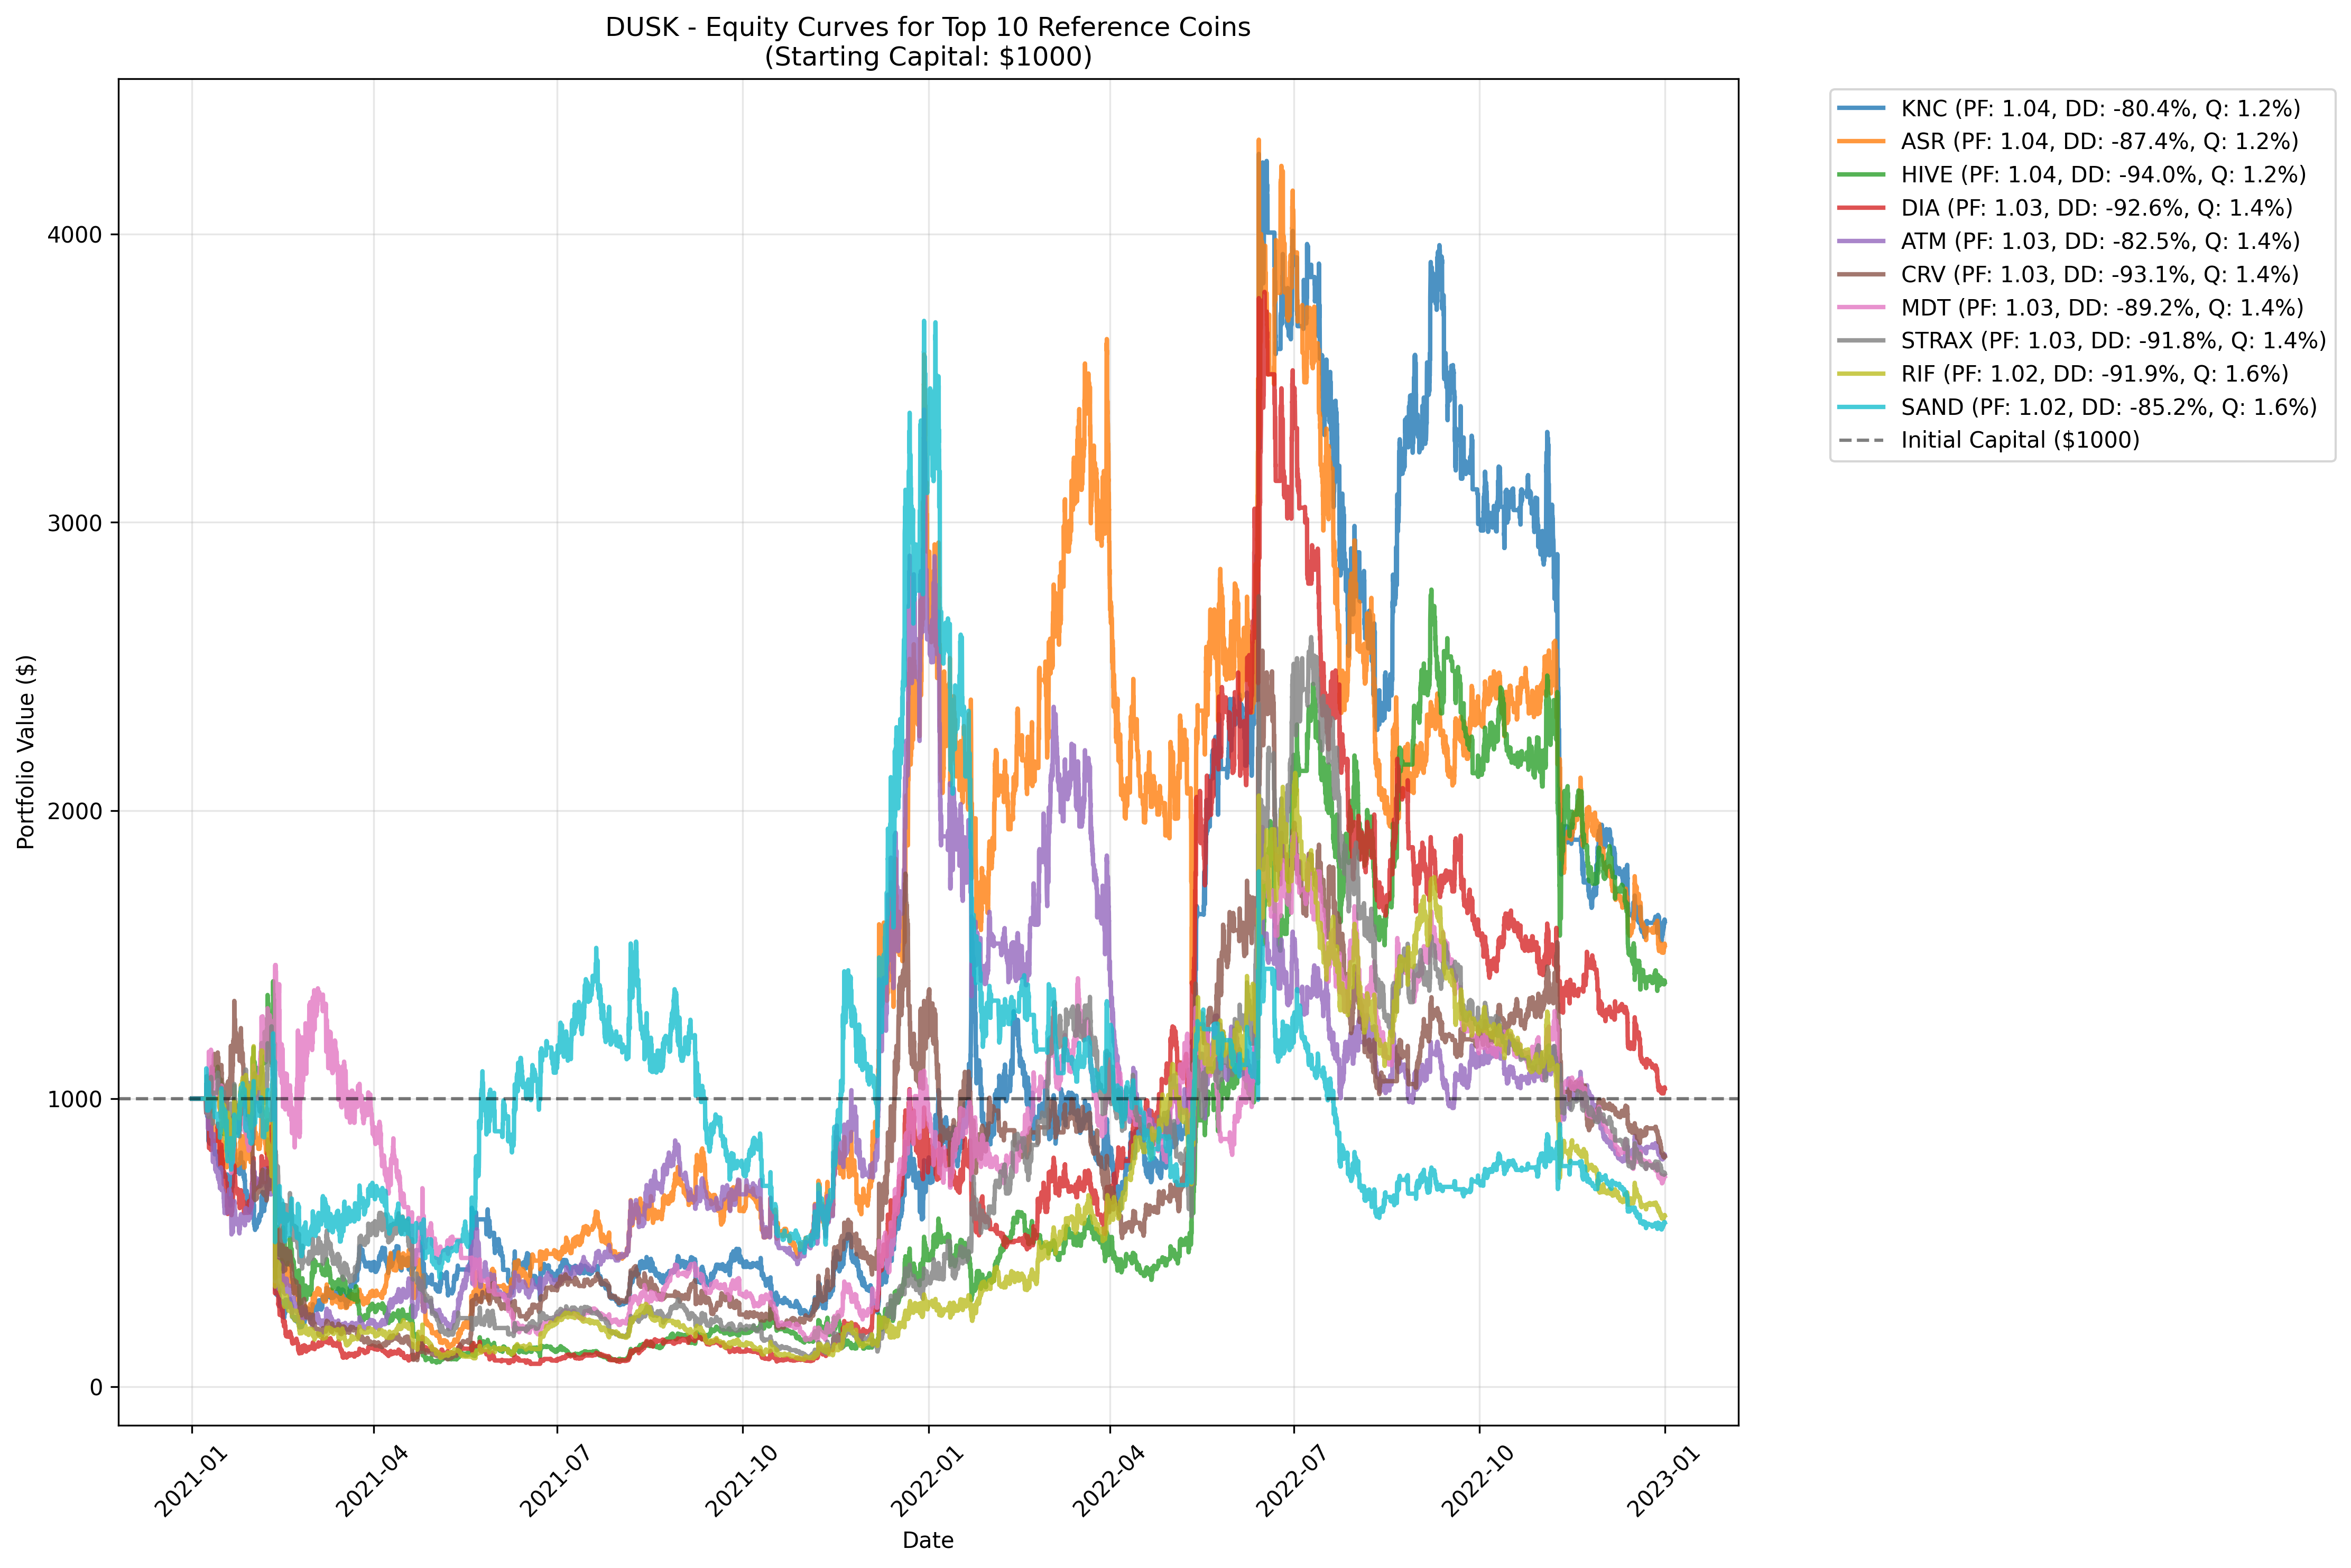 DUSK - Equity Curves for Top 10 Reference Coins
(Starting Capital: $1000)
Portfolio Value ($)
4000
3000
2000
1000
0
2021-01
2021-04
2021-07
2021-10
2022-01
2022-04
2022-07
2022-10
2023-01
Date
KNC (PF: 1.04, DD: -80.4%, Q: 1.2%)
ASR (PF: 1.04, DD: -87.4%, Q: 1.2%)
HIVE (PF: 1.04, DD: -94.0%, Q: 1.2%)
DIA (PF: 1.03, DD: -92.6%, Q: 1.4%)
ATM (PF: 1.03, DD: -82.5%, Q: 1.4%)
CRV (PF: 1.03, DD: -93.1%, Q: 1.4%)
MDT (PF: 1.03, DD: -89.2%, Q: 1.4%)
STRAX (PF: 1.03, DD: -91.8%, Q: 1.4%)
RIF (PF: 1.02, DD: -91.9%, Q: 1.6%)
SAND (PF: 1.02, DD: -85.2%, Q: 1.6%)
Initial Capital ($1000)